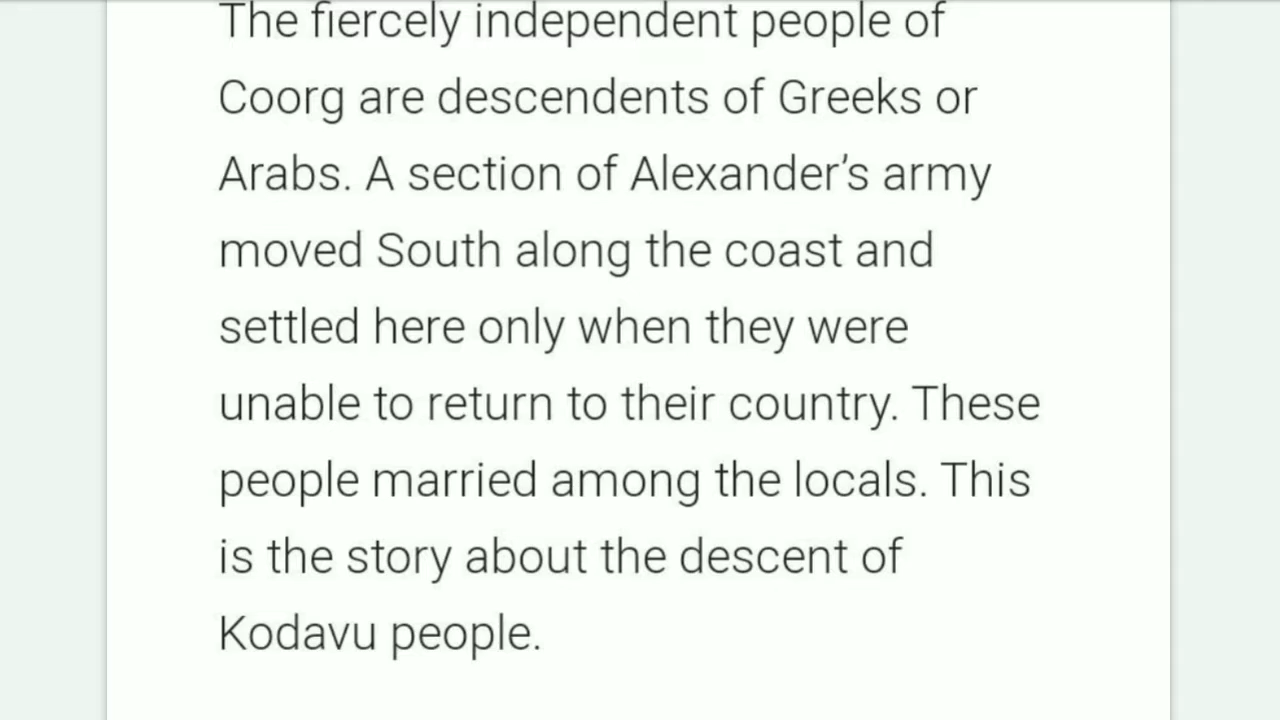 The fiercely independent people of
Coorg are descendents of Greeks or
Arabs. A section of Alexander’s army
moved South along the coast and
settled here only when they were
unable to return to their country. These
people married among the locals. This
is the story about the descent of
Kodavu people.